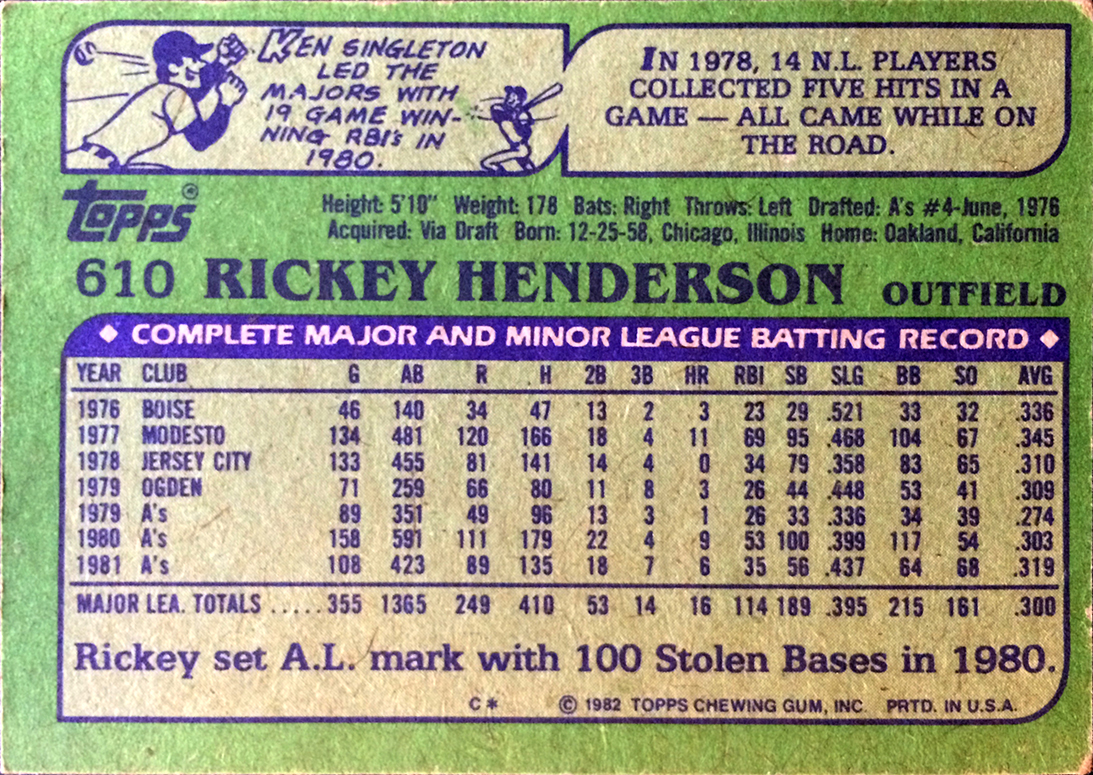 KEN SINGLETON
LED THE
MAJORS WITH
19 GAME WIN-
NING RBI'S IN
1980.
IN 1978, 14 N.L. PLAYERS
COLLECTED FIVE HITS IN A
GAME — ALL CAME WHILE ON
THE ROAD.
Topps®
Height: 5'10" Weight: 178 Bats: Right Throws: Left Drafted: A's #4-June, 1976
Acquired: Via Draft Born: 12-25-58, Chicago, Illinois Home: Oakland, California
610 RICKEY HENDERSON OUTFIELD
◆ COMPLETE MAJOR AND MINOR LEAGUE BATTING RECORD ◆
YEAR CLUB G AB R H 2B 3B HR RBI SB SLG BB SO AVG
1976 BOISE 46 140 34 47 13 2 3 23 29 .521 33 32 .336
1977 MODESTO 134 481 120 166 18 4 11 69 95 .468 104 67 .345
1978 JERSEY CITY 133 455 81 141 14 4 0 34 79 .358 83 65 .310
1979 OGDEN 71 259 66 80 11 8 3 26 44 .448 53 41 .309
1979 A's 89 351 49 96 13 3 1 26 33 .336 34 39 .274
1980 A's 158 591 111 179 22 4 9 53 100 .399 117 54 .303
1981 A's 108 423 89 135 18 7 6 35 56 .437 64 68 .319
MAJOR LEA. TOTALS ..... 355 1365 249 410 53 14 16 114 189 .395 215 161 .300
Rickey set A.L. mark with 100 Stolen Bases in 1980.
C* © 1982 TOPPS CHEWING GUM, INC. PRTD. IN U.S.A.